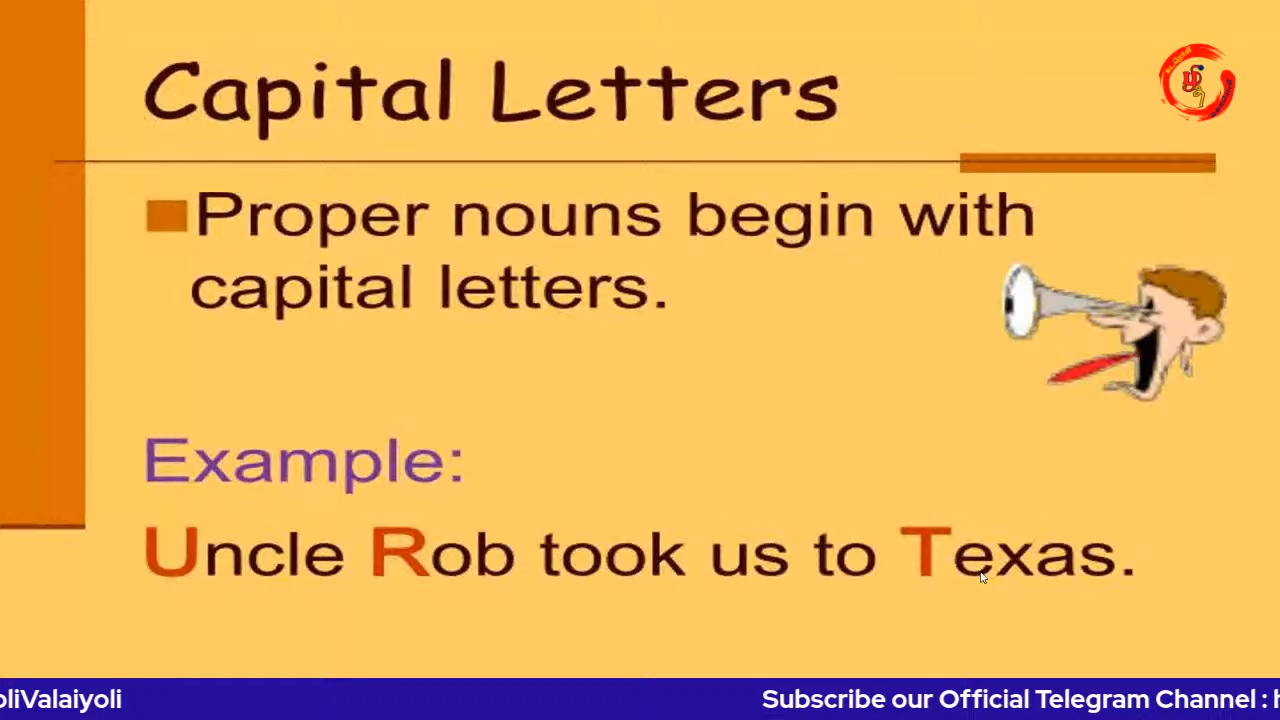 Capital Letters
Proper nouns begin with
capital letters.
Example:
Uncle Rob took us to Texas.
oliValaiyoli
Subscribe our Official Telegram Channel : h